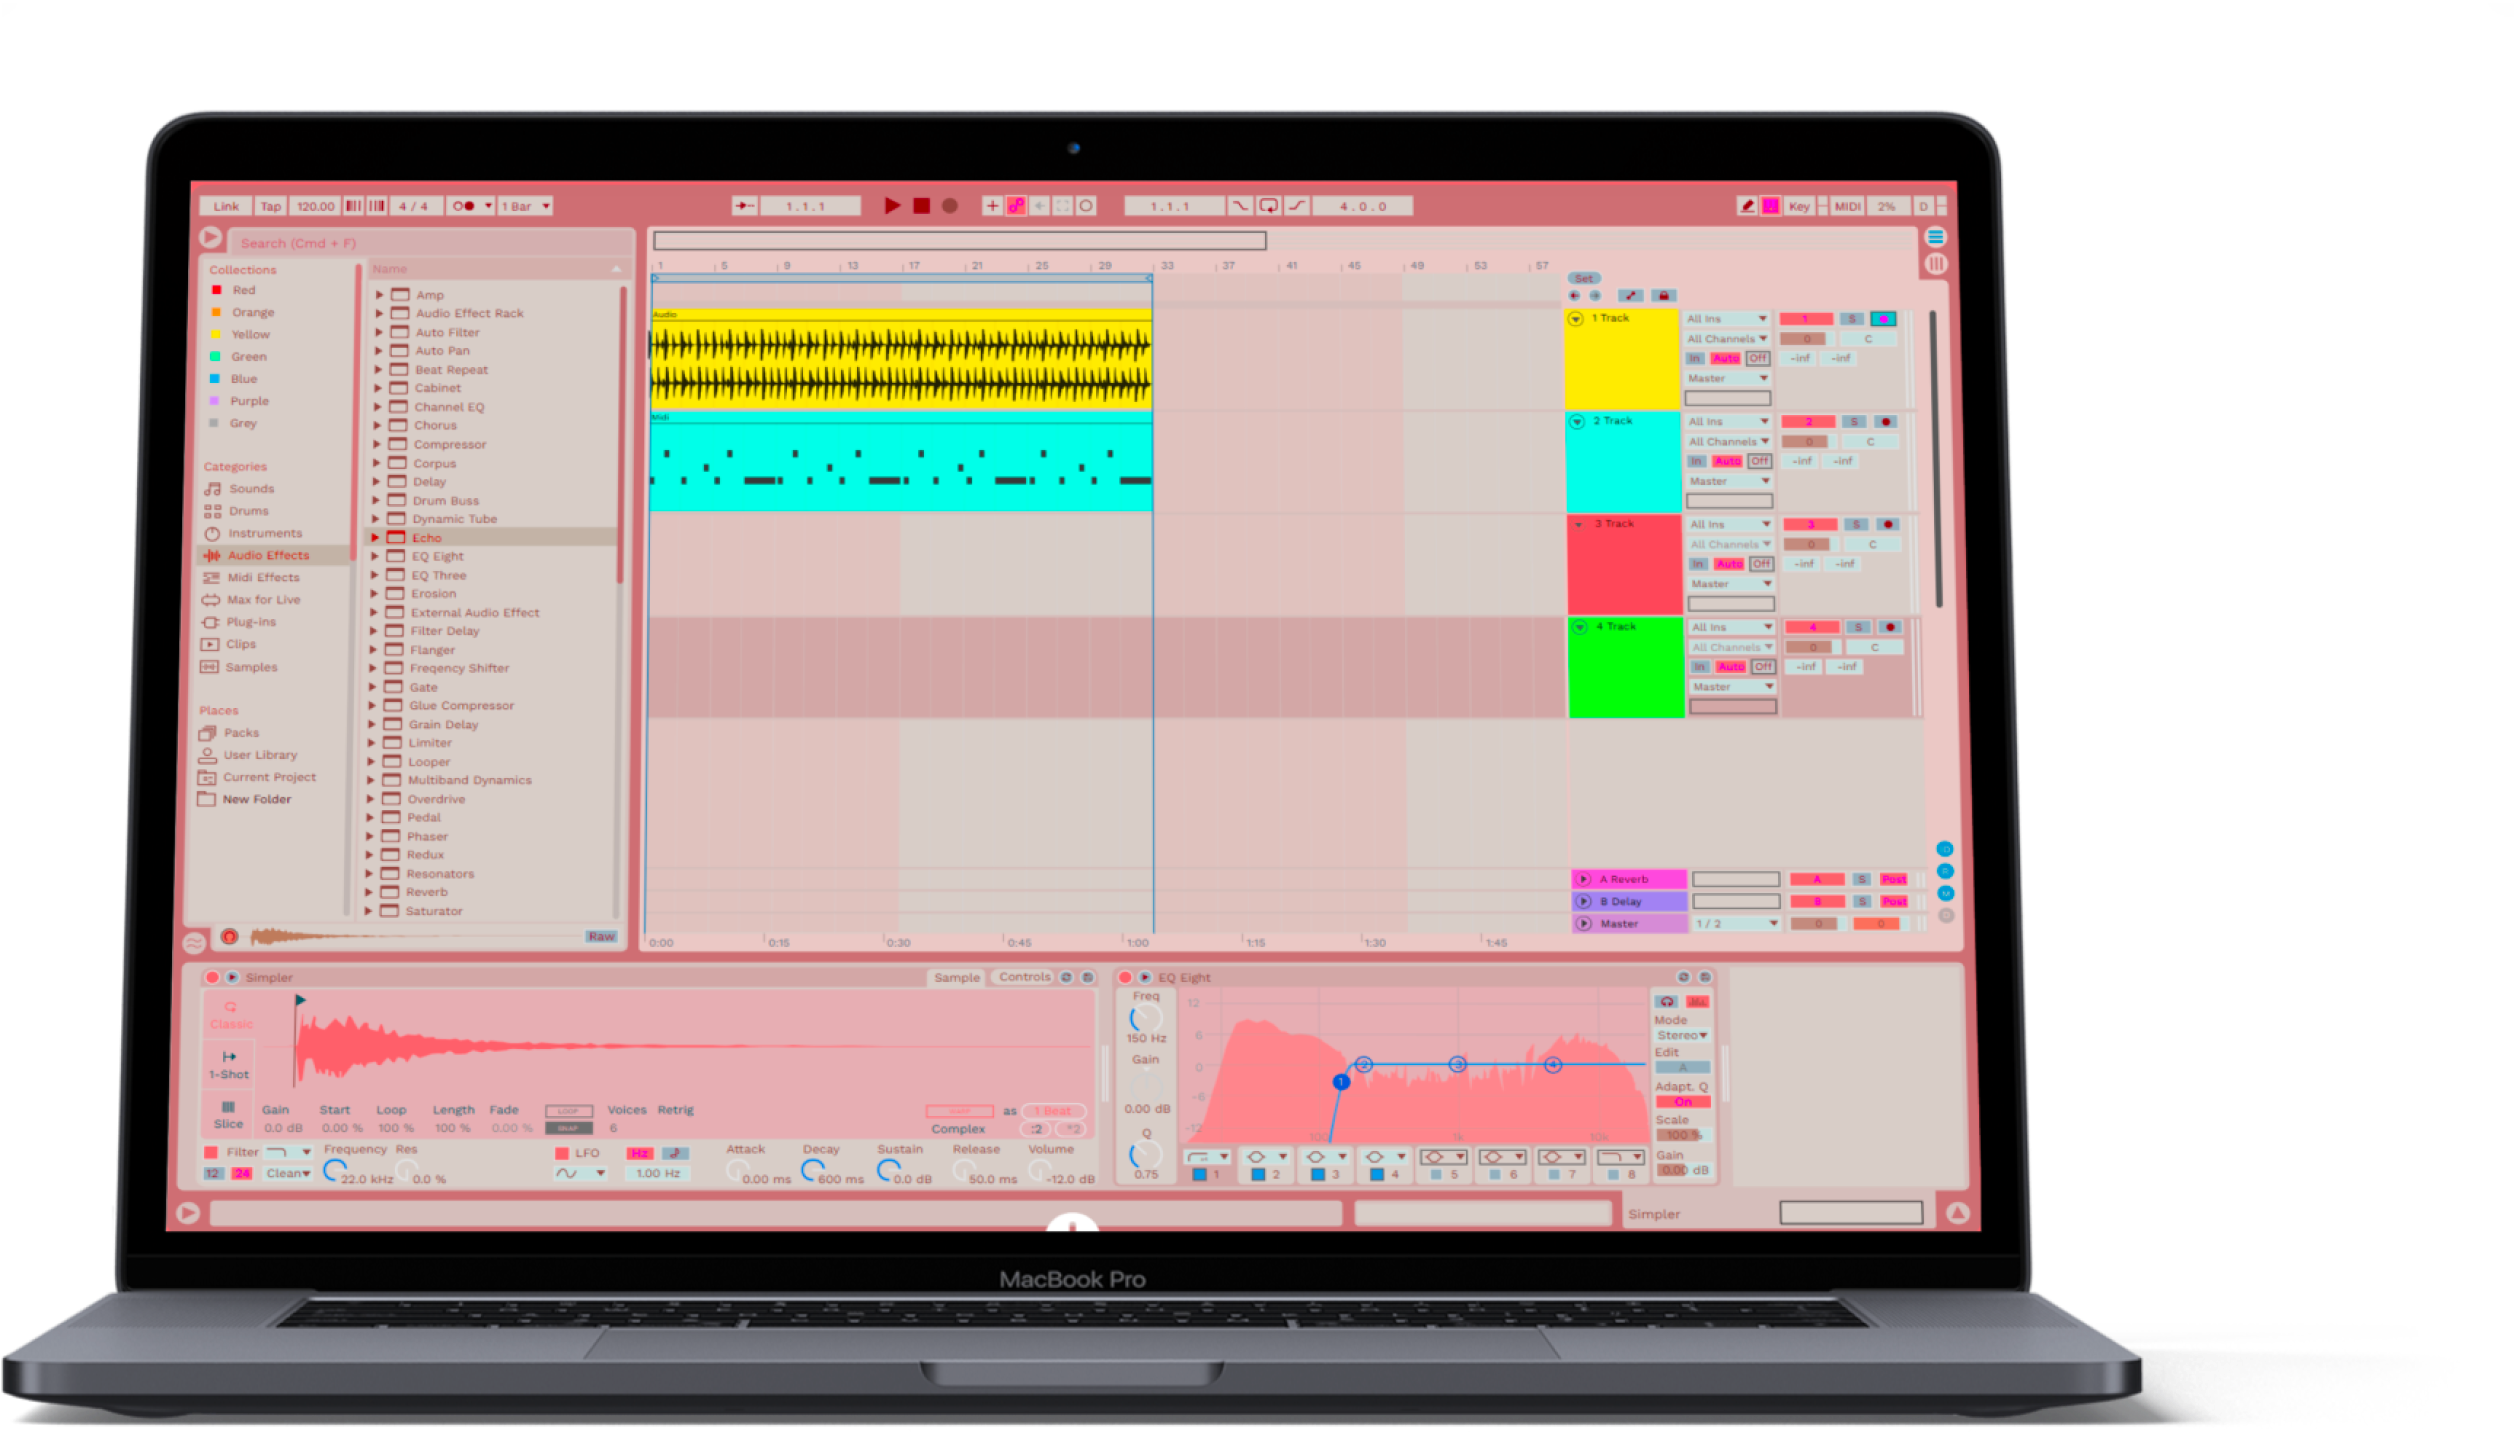 Link Tap 120.00 4 / 4 1 Bar 1.1.1 1.1.1 4.0.0 Key MIDI 2% D
Search (Cmd + F)
Collections
Red
Orange
Yellow
Green
Blue
Purple
Grey
Categories
Sounds
Drums
Instruments
Audio Effects
Midi Effects
Max for Live
Plug-ins
Clips
Samples
Places
Packs
User Library
Current Project
New Folder
Name
Amp
Audio Effect Rack
Auto Filter
Auto Pan
Beat Repeat
Cabinet
Channel EQ
Chorus
Compressor
Corpus
Delay
Drum Buss
Dynamic Tube
Echo
EQ Eight
EQ Three
Erosion
External Audio Effect
Filter Delay
Flanger
Freqency Shifter
Gate
Glue Compressor
Grain Delay
Limiter
Looper
Multiband Dynamics
Overdrive
Pedal
Phaser
Redux
Resonators
Reverb
Saturator
Raw
1 5 9 13 17 21 25 29 33 37 41 45 49 53 57
Set
Audio
Midi
1 Track All Ins 1 S
All Channels 0 C
In Auto Off -inf -inf
Master
2 Track All Ins 2 S
All Channels 0 C
In Auto Off -inf -inf
Master
3 Track All Ins 3 S
All Channels 0 C
In Auto Off -inf -inf
Master
4 Track All Ins 4 S
All Channels 0 C
In Auto Off -inf -inf
Master
A Reverb A S Post
B Delay B S Post
Master 1 / 2 0 0
0:00 0:15 0:30 0:45 1:00 1:15 1:30 1:45
Simpler Sample Controls
Classic
1-Shot
Slice
Gain Start Loop Length Fade LOOP Voices Retrig WARP as 1 Beat
0.0 dB 0.00 % 100 % 100 % 0.00 % SNAP 6 Complex :2 *2
Filter Frequency Res LFO Hz Attack Decay Sustain Release Volume
12 24 Clean 22.0 kHz 0.0 % 1.00 Hz 0.00 ms 600 ms 0.0 dB 50.0 ms -12.0 dB
EQ Eight
Freq
150 Hz
Gain
0.00 dB
Q
0.75
12
6
0
-6
-12
100 1k 10k
1 2 3 4
1 2 3 4 5 6 7 8
Mode
Stereo
Edit
A
Adapt. Q
On
Scale
100 %
Gain
0.00 dB
Simpler
MacBook Pro